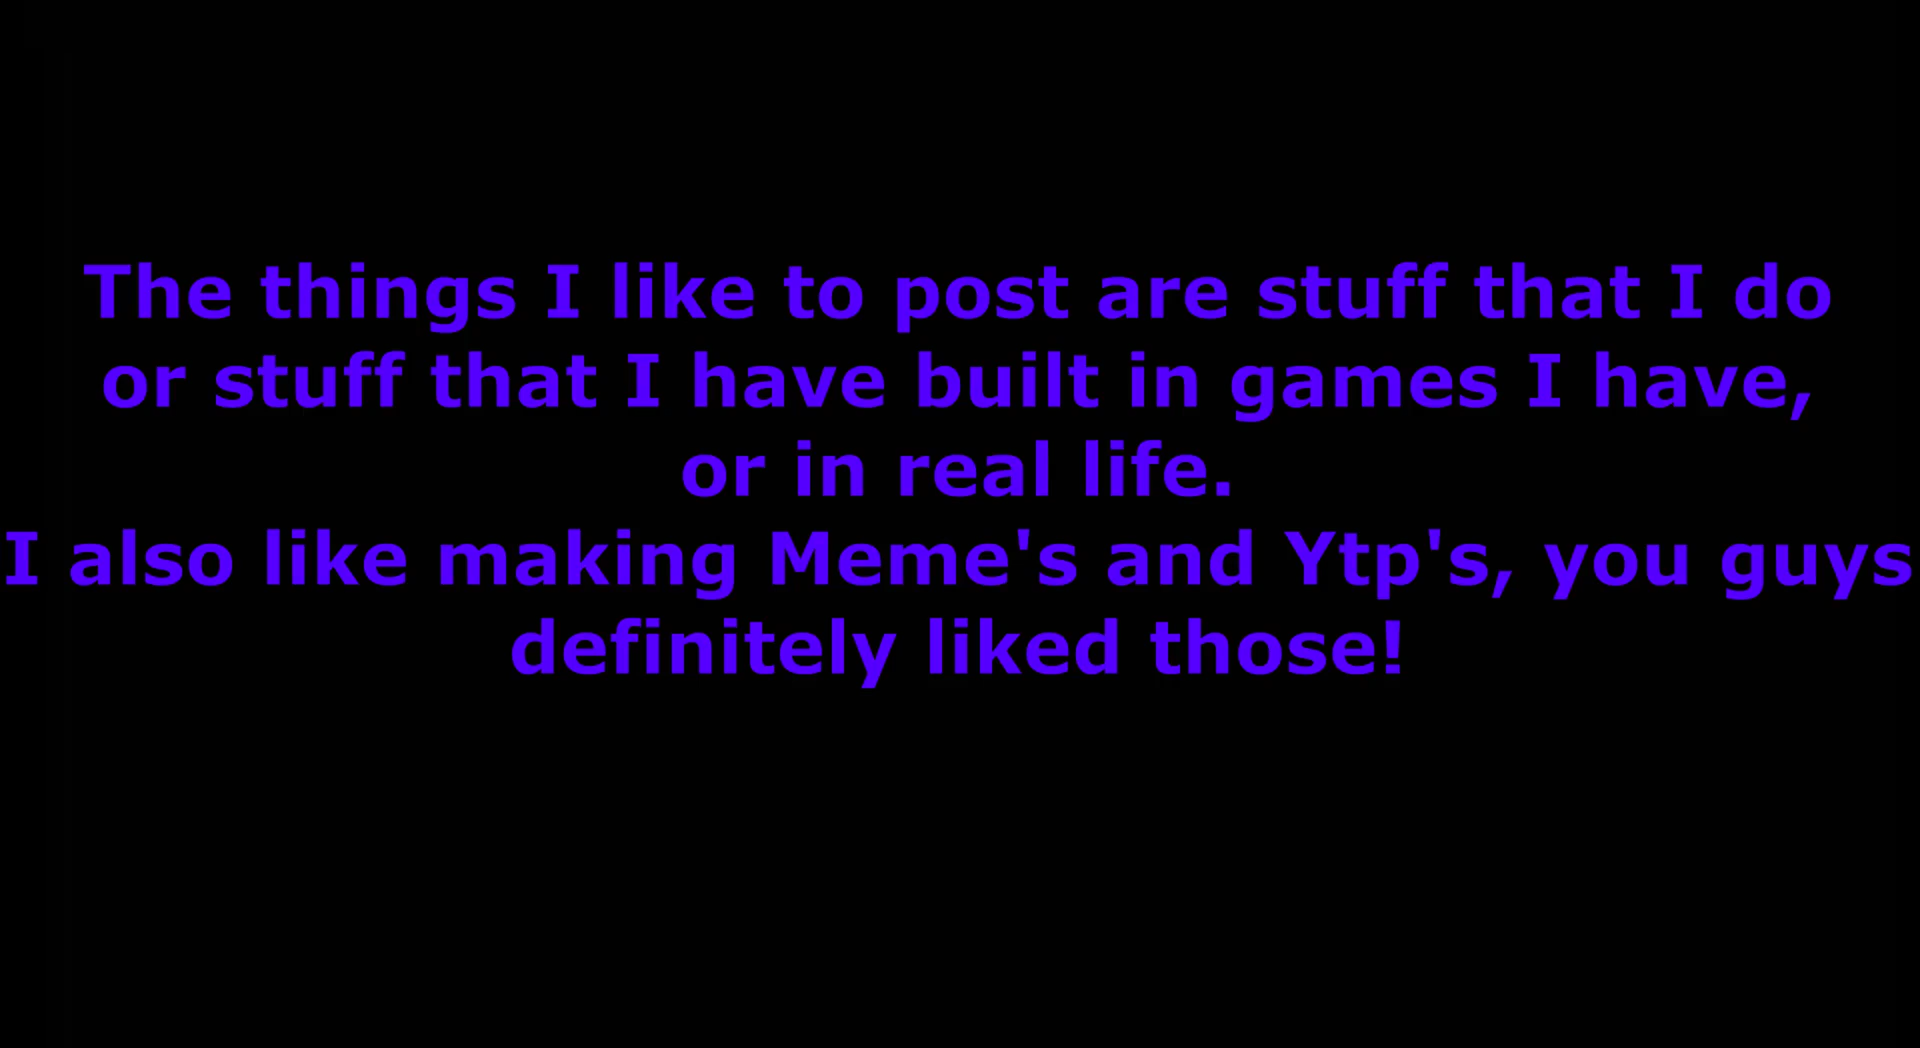 The things I like to post are stuff that I do
or stuff that I have built in games I have,
or in real life.
I also like making Meme's and Ytp's, you guys
definitely liked those!